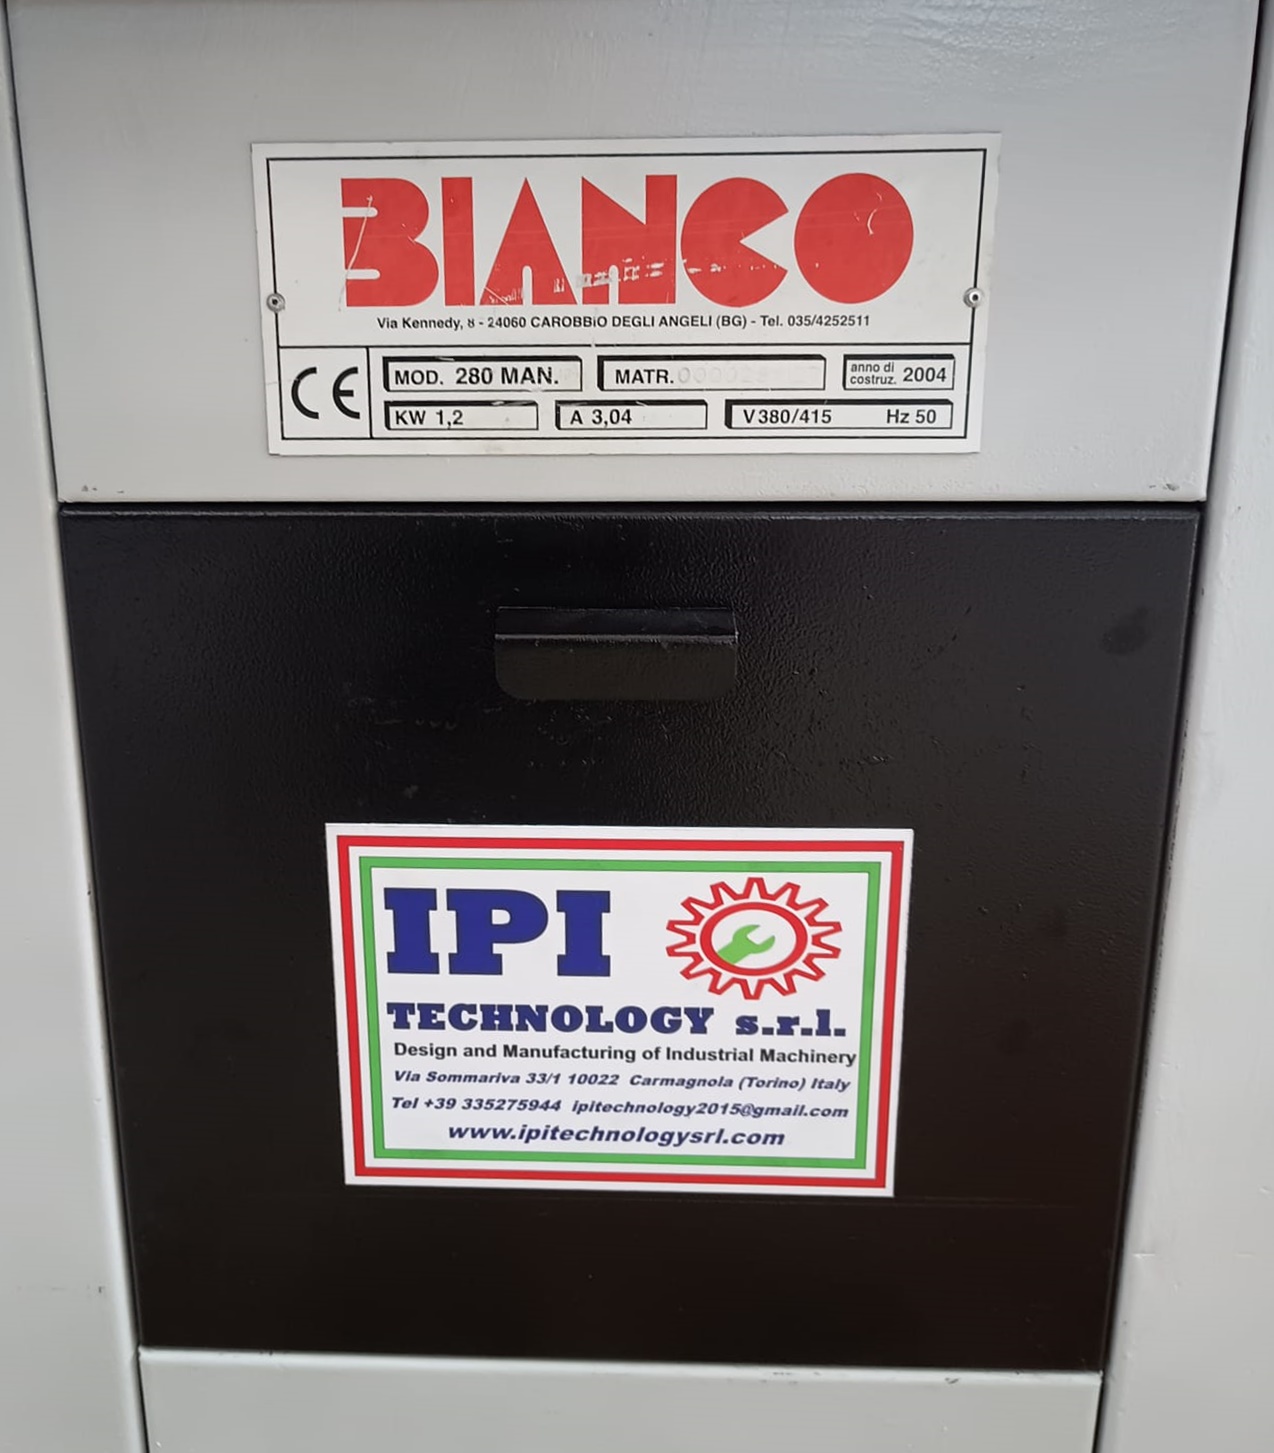 BIANCO
Via Kennedy, 8 - 24060 CAROBBIO DEGLI ANGELI (BG) - Tel. 035/4252511
CE
MOD. 280 MAN.
MATR.
anno di
costruz. 2004
KW 1,2
A 3,04
V 380/415 Hz 50
IPI
TECHNOLOGY s.r.l.
Design and Manufacturing of Industrial Machinery
Via Sommariva 33/1 10022 Carmagnola (Torino) Italy
Tel +39 335275944 ipitechnology2015@gmail.com
www.ipitechnologysrl.com